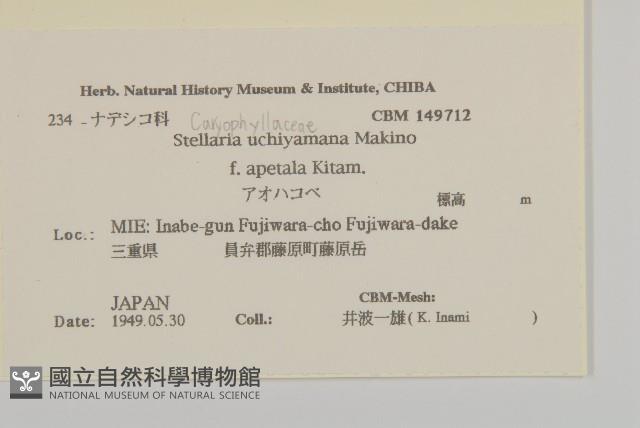 Herb. Natural History Museum & Institute, CHIBA
234 - ナデシコ科 Caryophyllaceae CBM 149712
Stellaria uchiyamana Makino
f. apetala Kitam.
アオハコベ
標高 m
Loc.: MIE: Inabe-gun Fujiwara-cho Fujiwara-dake
三重県 員弁郡藤原町藤原岳
JAPAN
CBM-Mesh:
Date: 1949.05.30 Coll.: 井波一雄 ( K. Inami )
國立自然科學博物館
NATIONAL MUSEUM OF NATURAL SCIENCE